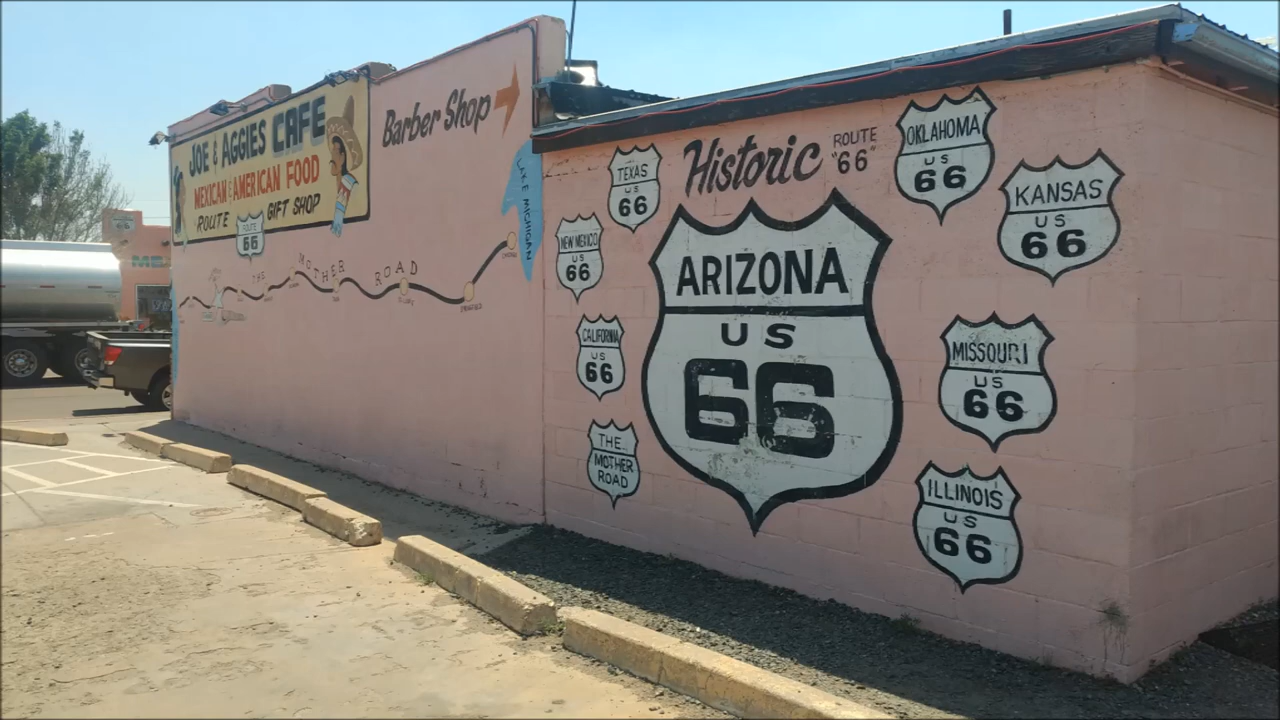 JOE & AGGIES CAFE
MEXICAN & AMERICAN FOOD
ROUTE
GIFT SHOP
ROUTE
66
Barber Shop
LAKE MICHIGAN
THE MOTHER ROAD
Historic
ROUTE
"66"
TEXAS
US
66
NEW MEXICO
US
66
CALIFORNIA
US
66
THE
MOTHER
ROAD
ARIZONA
US
66
OKLAHOMA
US
66
KANSAS
US
66
MISSOURI
US
66
ILLINOIS
US
66